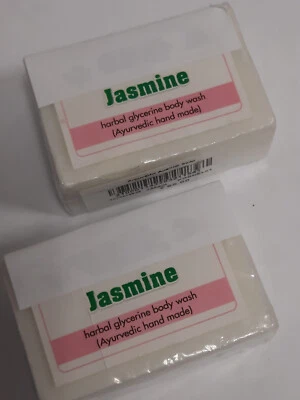 Jasmine
harbal glycerine body wash
(Ayurvedic hand made)
Jasmine
harbal glycerine body wash
(Ayurvedic hand made)